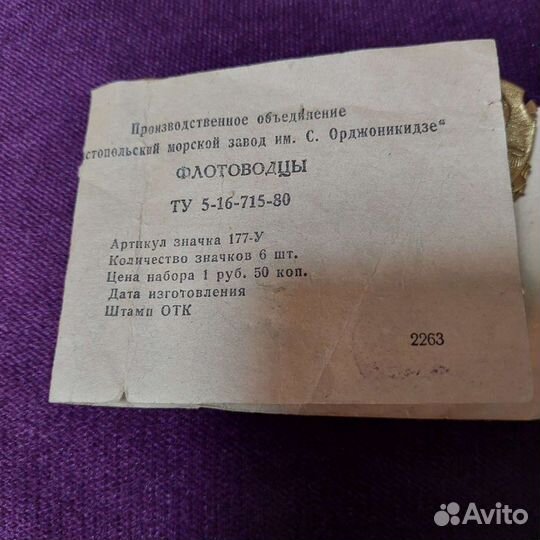 Производственное объединение
стопольский морской завод им. С. Орджоникидзе"
ФЛОТОВОДЦЫ
ТУ 5-16-715-80
Артикул значка 177-У
Количество значков 6 шт.
Цена набора 1 руб. 50 коп.
Дата изготовления
Штамп ОТК
2263
Avito